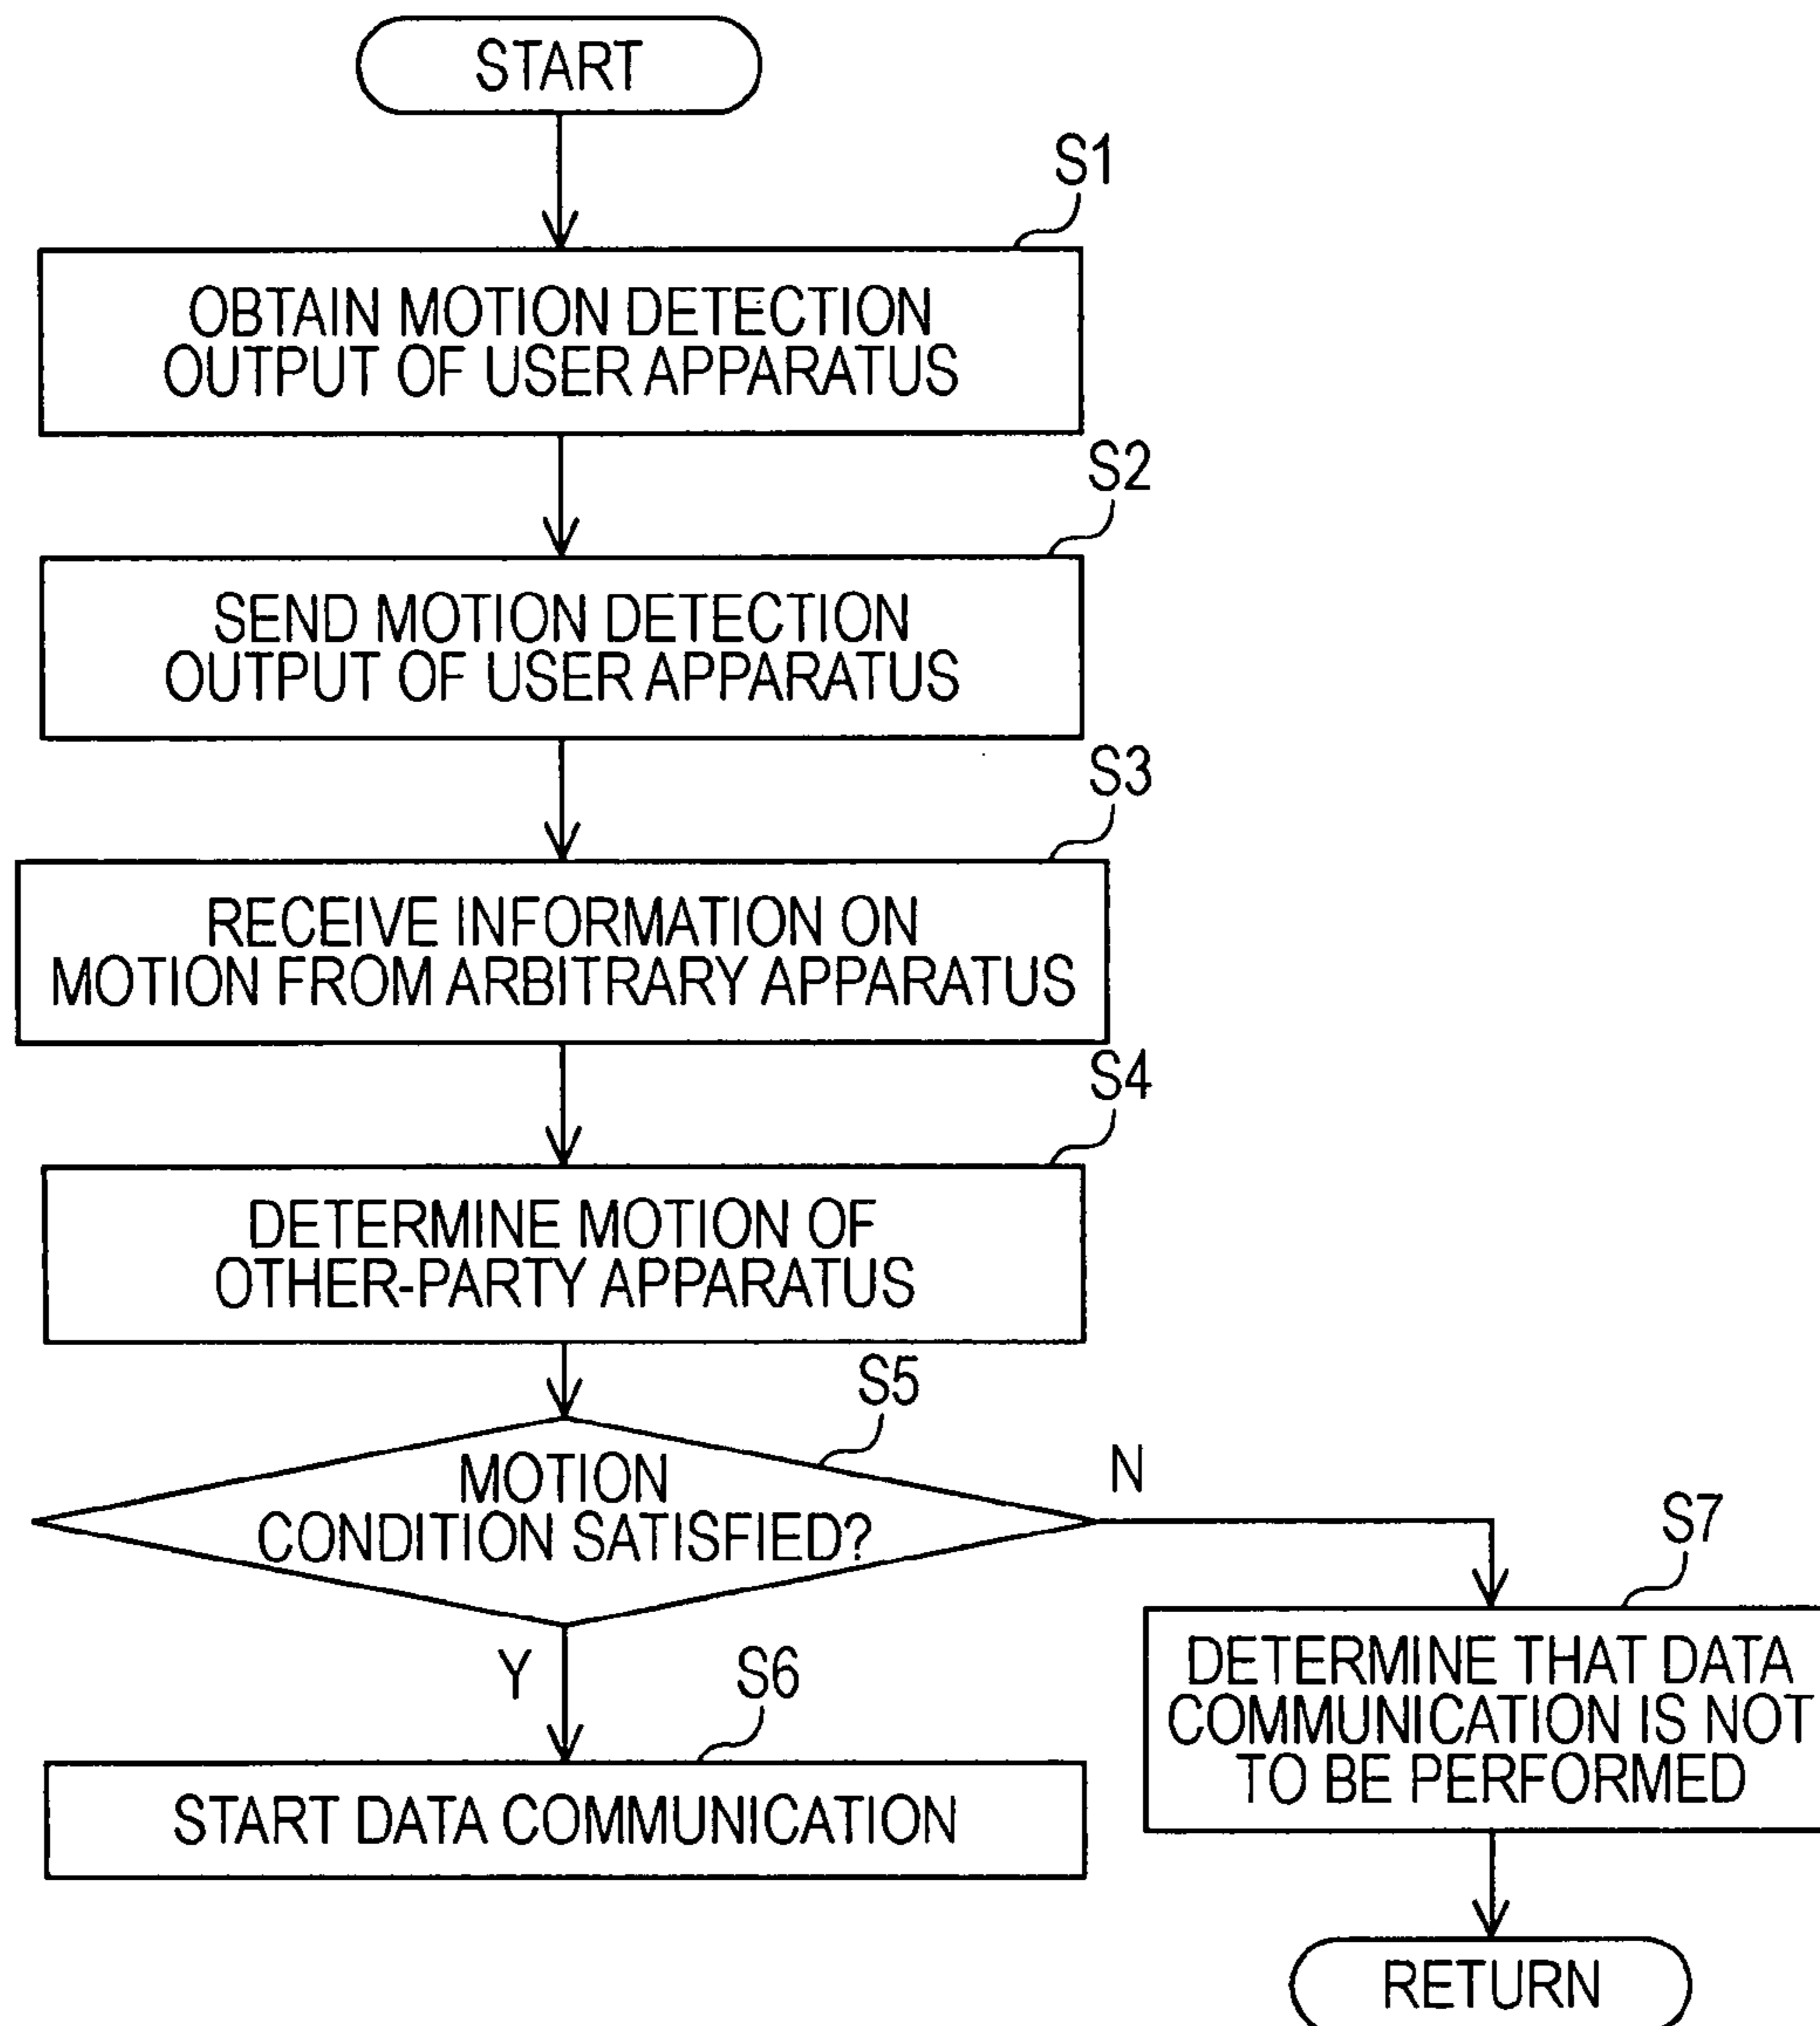 START
S1
OBTAIN MOTION DETECTION
OUTPUT OF USER APPARATUS
S2
SEND MOTION DETECTION
OUTPUT OF USER APPARATUS
S3
RECEIVE INFORMATION ON
MOTION FROM ARBITRARY APPARATUS
S4
DETERMINE MOTION OF
OTHER-PARTY APPARATUS
S5
MOTION
CONDITION SATISFIED?
N
Y
S6
START DATA COMMUNICATION
S7
DETERMINE THAT DATA
COMMUNICATION IS NOT
TO BE PERFORMED
RETURN